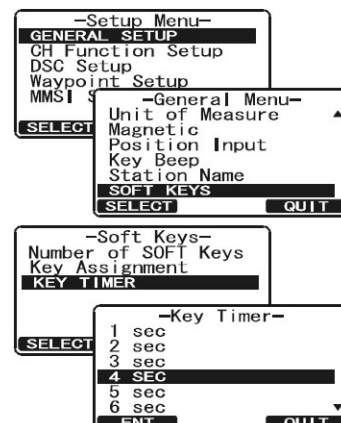 –Setup Menu–
GENERAL SETUP
CH Function Setup
DSC Setup
Waypoint Setup
MMSI S
SELECT
–General Menu–
Unit of Measure ▲
Magnetic
Position Input
Key Beep
Station Name
SOFT KEYS
SELECT QUIT
–Soft Keys–
Number of SOFT Keys
Key Assignment
KEY TIMER
SELECT
–Key Timer–
1 sec
2 sec
3 sec
4 SEC
5 sec
6 sec ▼
ENT QUIT